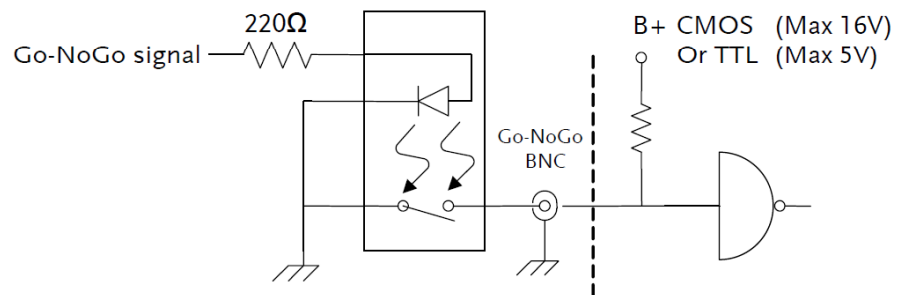 220Ω
Go-NoGo signal
B+ CMOS (Max 16V)
Or TTL (Max 5V)
Go-NoGo
BNC